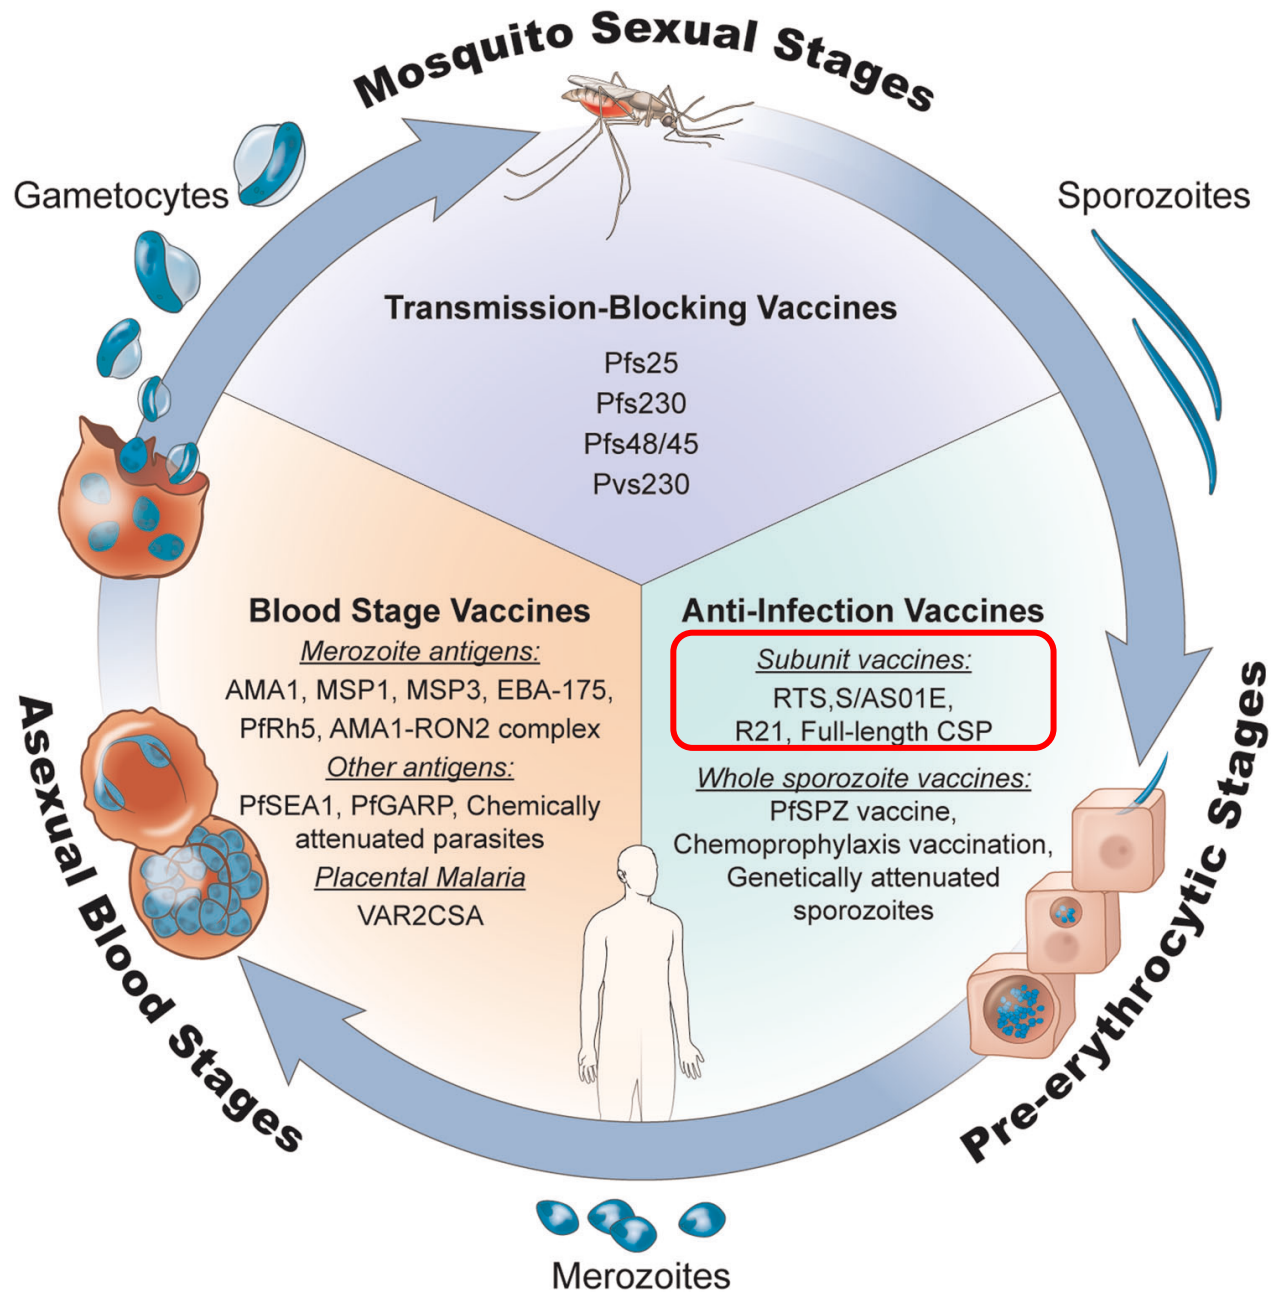 Mosquito Sexual Stages
Gametocytes
Sporozoites
Transmission-Blocking Vaccines
Pfs25
Pfs230
Pfs48/45
Pvs230
Blood Stage Vaccines
Merozoite antigens:
AMA1, MSP1, MSP3, EBA-175,
PfRh5, AMA1-RON2 complex
Other antigens:
PfSEA1, PfGARP, Chemically
attenuated parasites
Placental Malaria
VAR2CSA
Anti-Infection Vaccines
Subunit vaccines:
RTS,S/AS01E,
R21, Full-length CSP
Whole sporozoite vaccines:
PfSPZ vaccine,
Chemoprophylaxis vaccination,
Genetically attenuated
sporozoites
Asexual Blood Stages
Pre-erythrocytic Stages
Merozoites